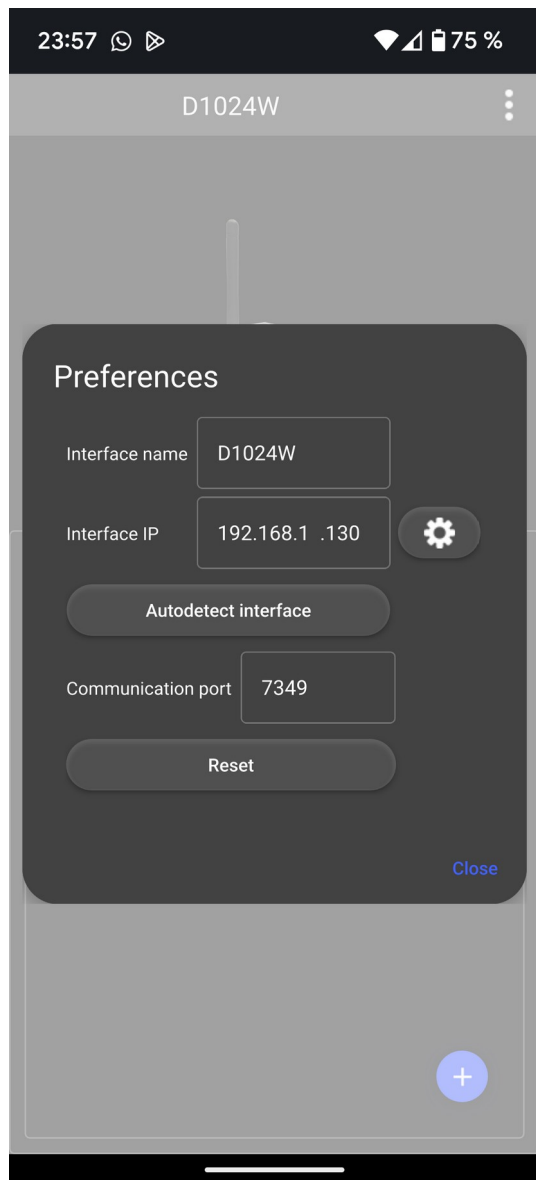 23:57 75 %
D1024W
Preferences
Interface name D1024W
Interface IP 192.168.1 .130
Autodetect interface
Communication port 7349
Reset
Close
+